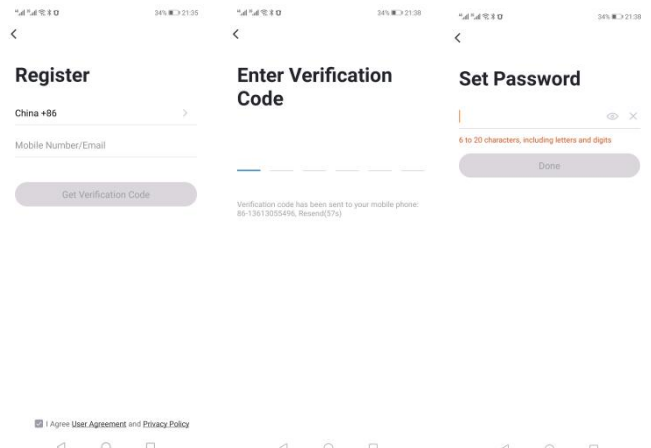 34% 21:35
Register
China +86
Mobile Number/Email
Get Verification Code
I Agree User Agreement and Privacy Policy
34% 21:38
Enter Verification
Code
Verification code has been sent to your mobile phone:
86-13613055496, Resend(57s)
34% 21:38
Set Password
6 to 20 characters, including letters and digits
Done